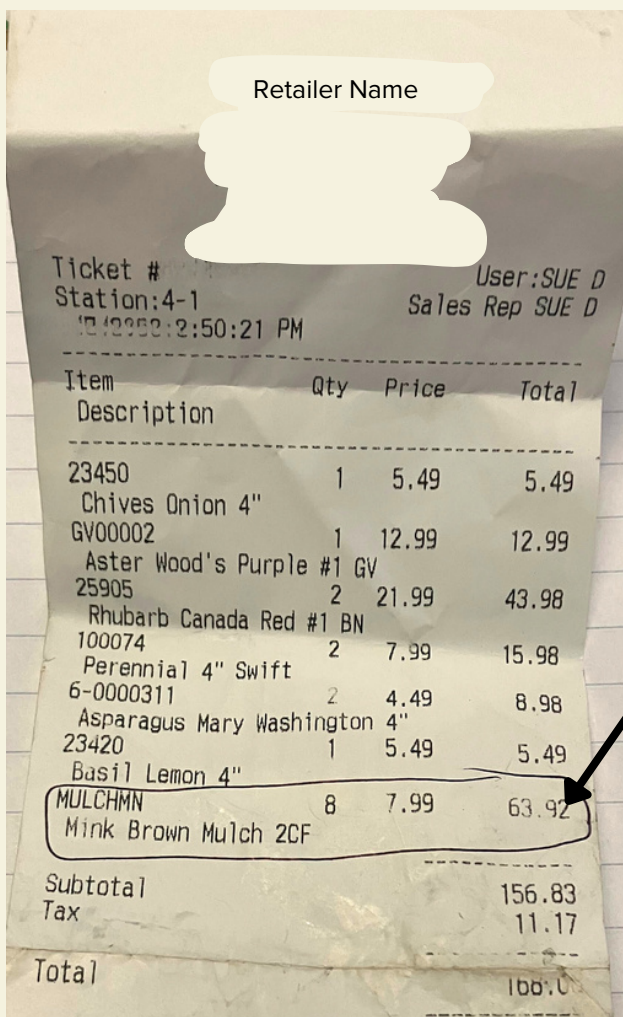 Retailer Name
Ticket #
Station:4-1
User:SUE D
Sales Rep SUE D
2:50:21 PM
Item Qty Price Total
Description
23450 1 5.49 5.49
Chives Onion 4"
GV00002 1 12.99 12.99
Aster Wood's Purple #1 GV
25905 2 21.99 43.98
Rhubarb Canada Red #1 BN
100074 2 7.99 15.98
Perennial 4" Swift
6-0000311 2 4.49 8.98
Asparagus Mary Washington 4"
23420 1 5.49 5.49
Basil Lemon 4"
MULCHMN 8 7.99 63.92
Mink Brown Mulch 2CF
Subtotal 156.83
Tax 11.17
Total